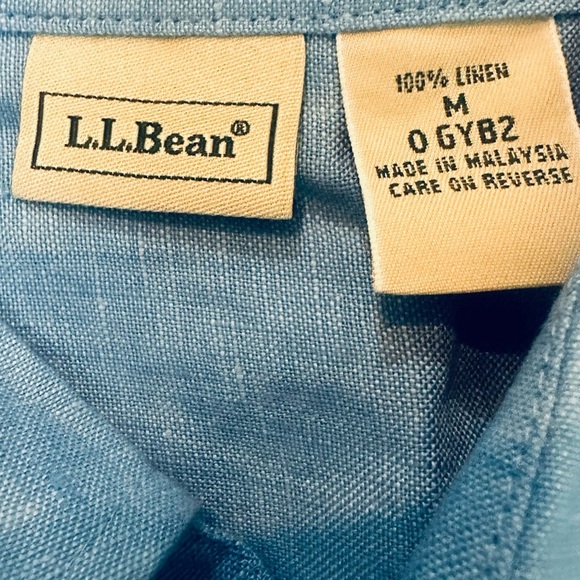 L.L.Bean®
100% LINEN
M
0 GYB2
MADE IN MALAYSIA
CARE ON REVERSE